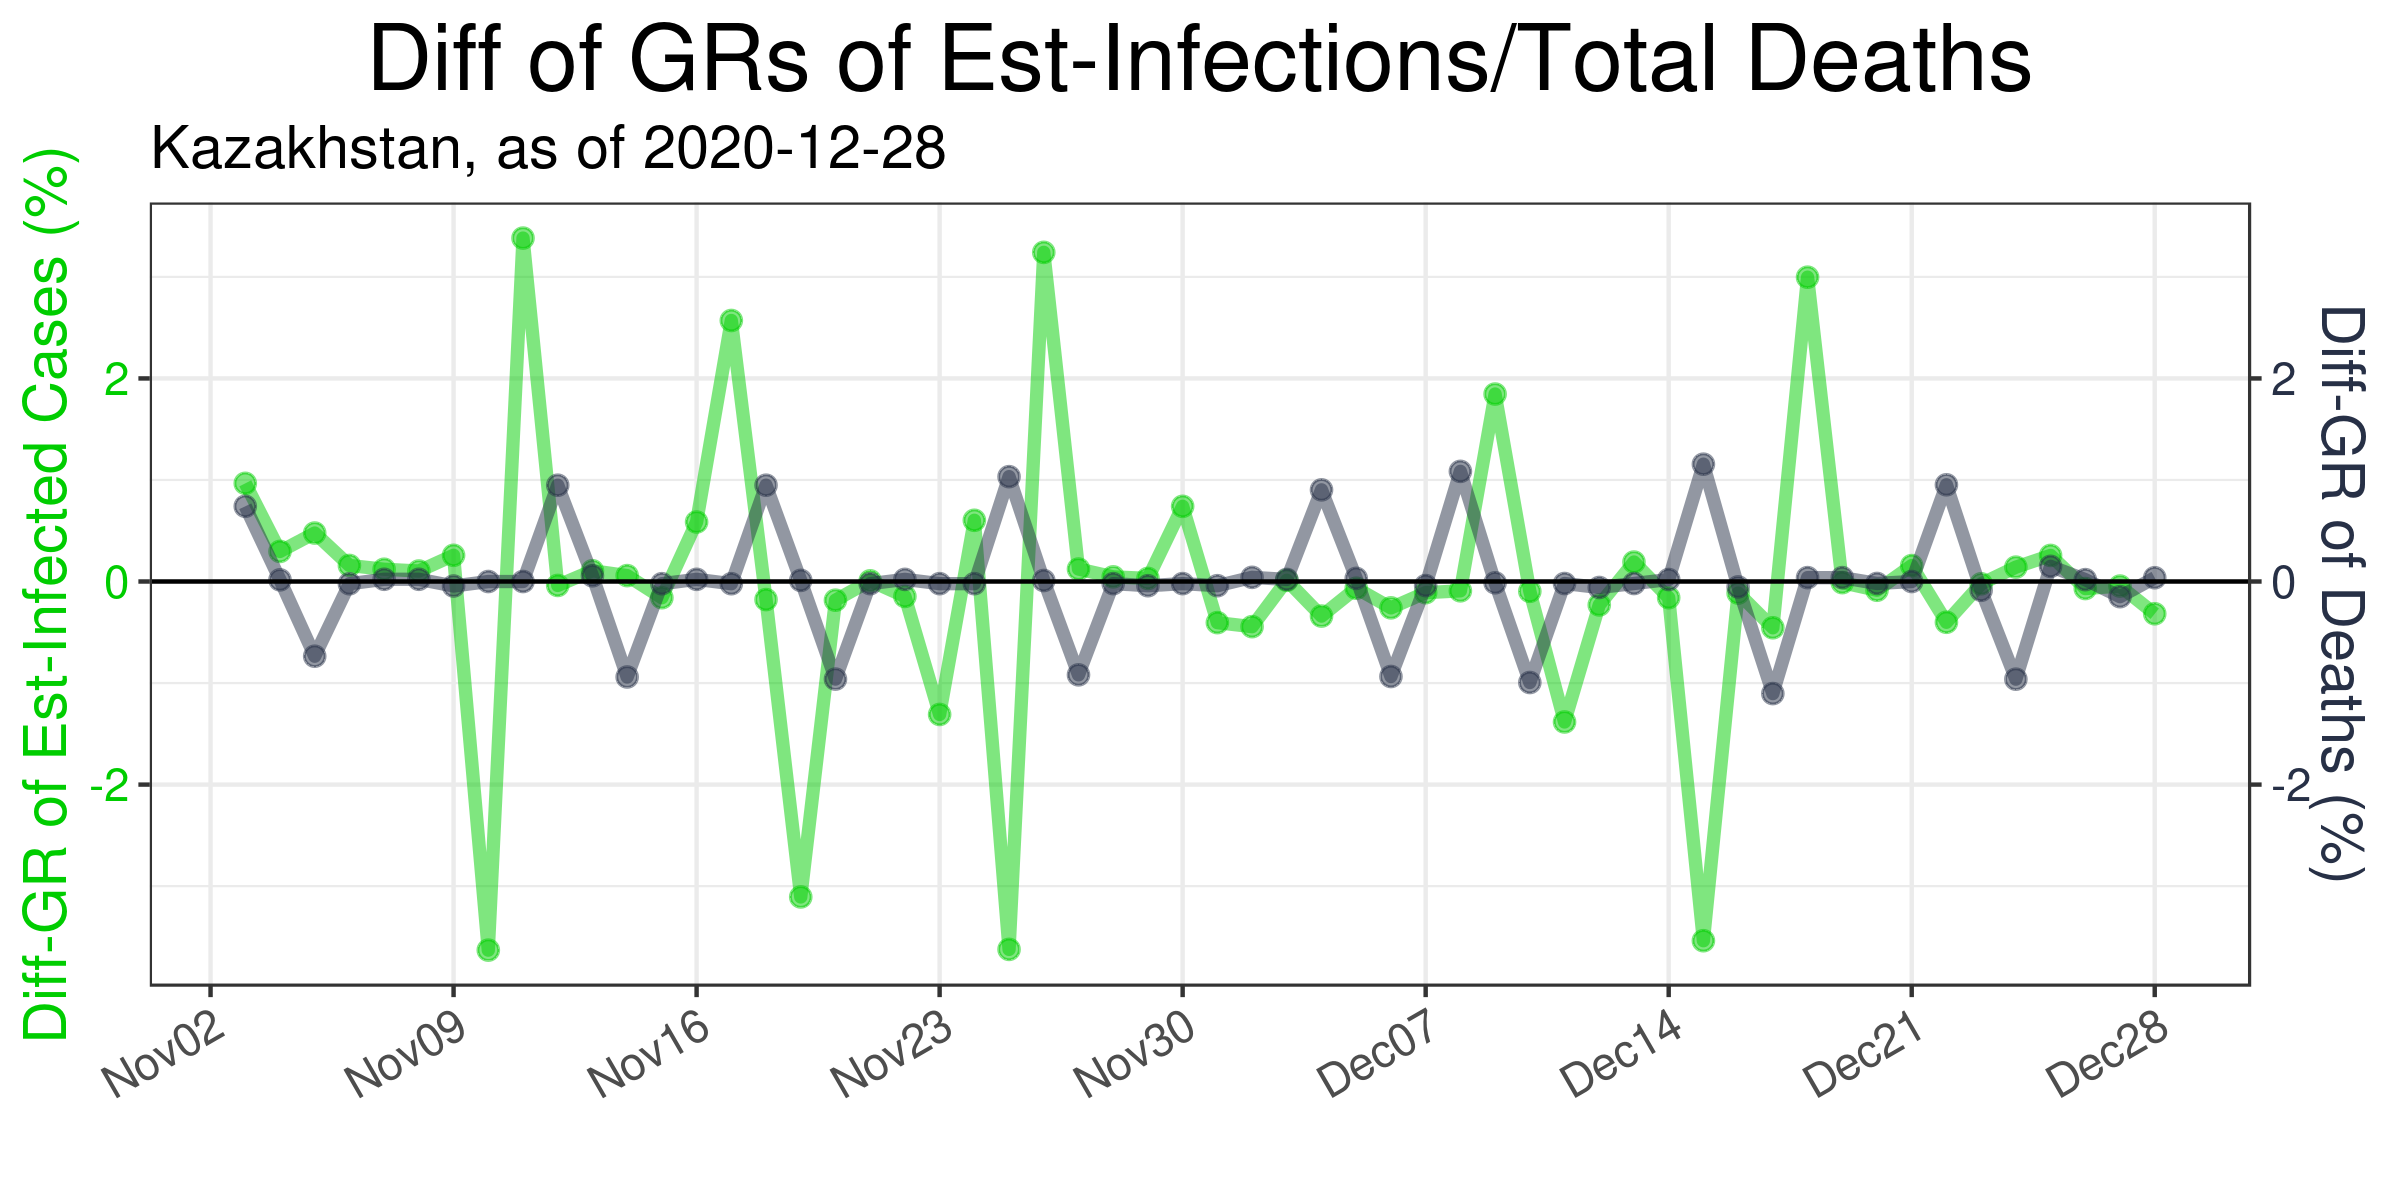 Diff of GRs of Est-Infections/Total Deaths
Kazakhstan, as of 2020-12-28
Diff-GR of Est-Infected Cases (%)
2
0
-2
2
0
-2
Diff-GR of Deaths (%)
Nov02
Nov09
Nov16
Nov23
Nov30
Dec07
Dec14
Dec21
Dec28